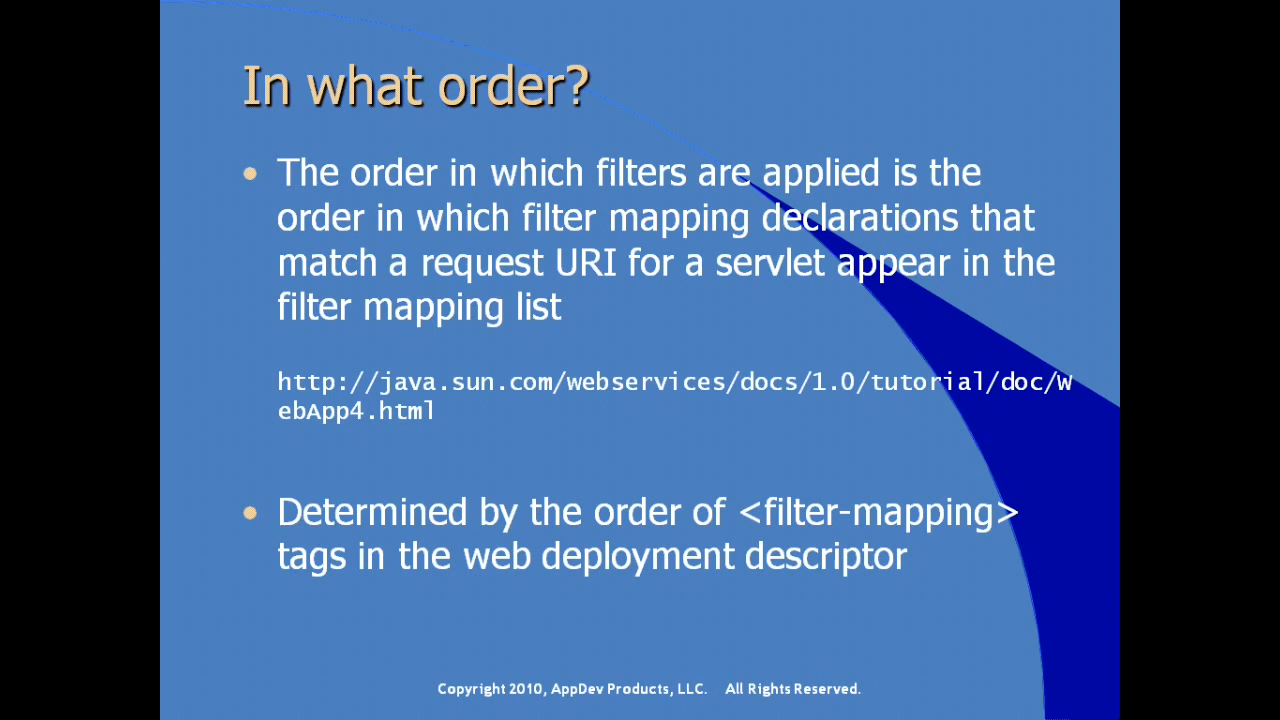 In what order?
• The order in which filters are applied is the
order in which filter mapping declarations that
match a request URI for a servlet appear in the
filter mapping list
http://java.sun.com/webservices/docs/1.0/tutorial/doc/W
ebApp4.html
• Determined by the order of <filter-mapping>
tags in the web deployment descriptor
Copyright 2010, AppDev Products, LLC. All Rights Reserved.